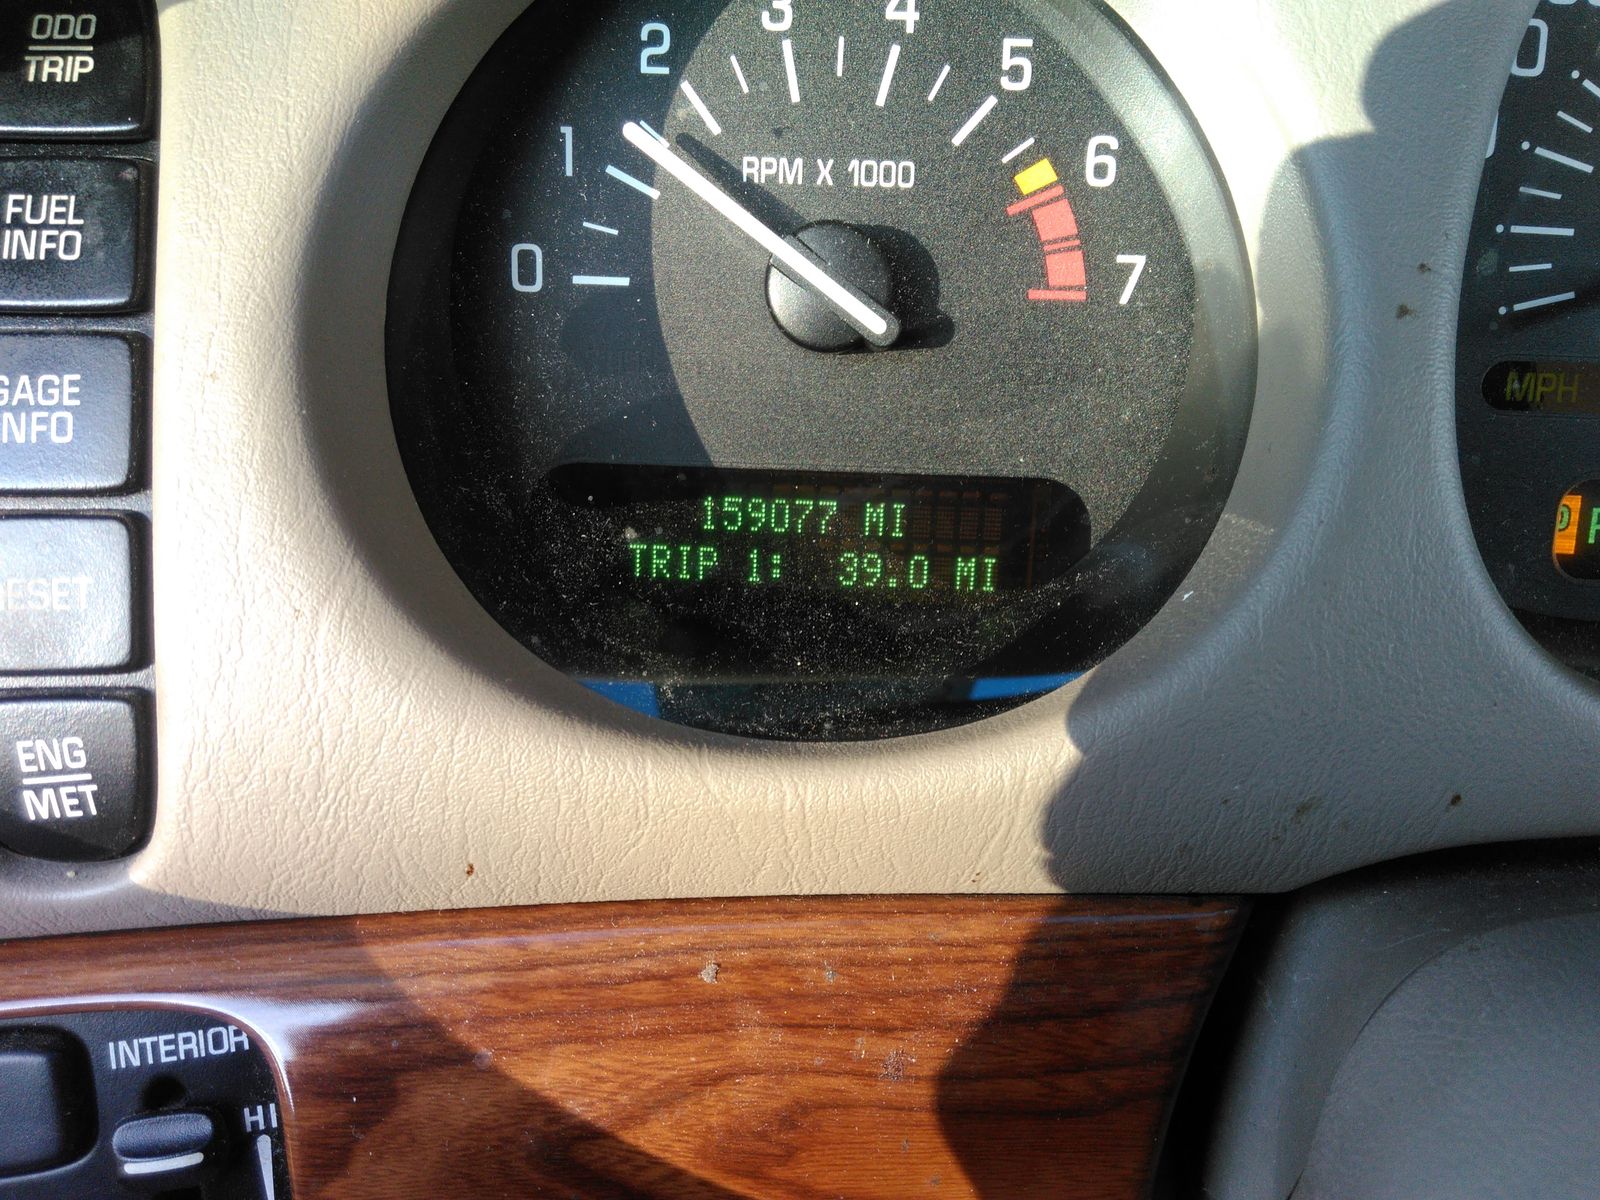 ODO
TRIP
FUEL
INFO
GAGE
INFO
RESET
ENG
MET
0
1
2
3
4
5
6
7
RPM X 1000
159077 MI
TRIP 1: 39.0 MI
MPH
INTERIOR
HI